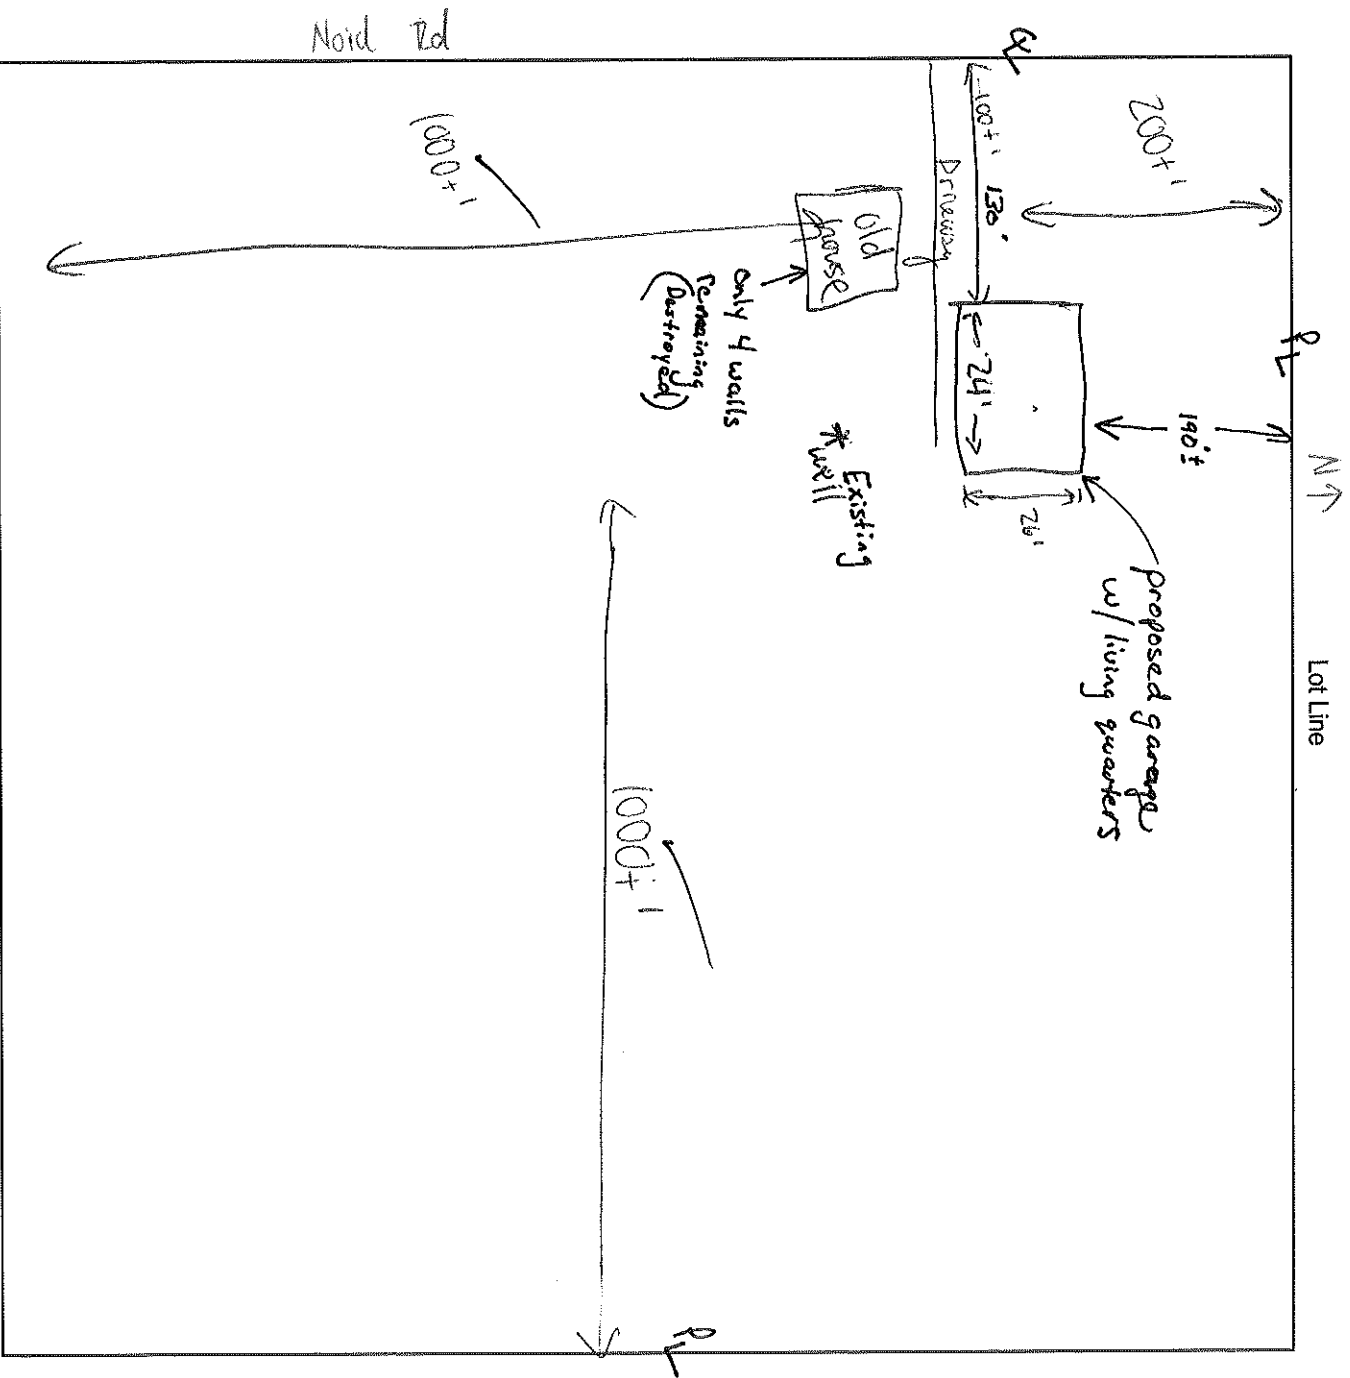 Noid Rd
CL
200+'
100+' 130'
Driveway
old
house
1000+'
only 4 walls
remaining
(Destroyed)
* Existing
well
24'
26'
190'±
PL
N →
Lot Line
proposed garage
w/ living quarters
1000+'
PL